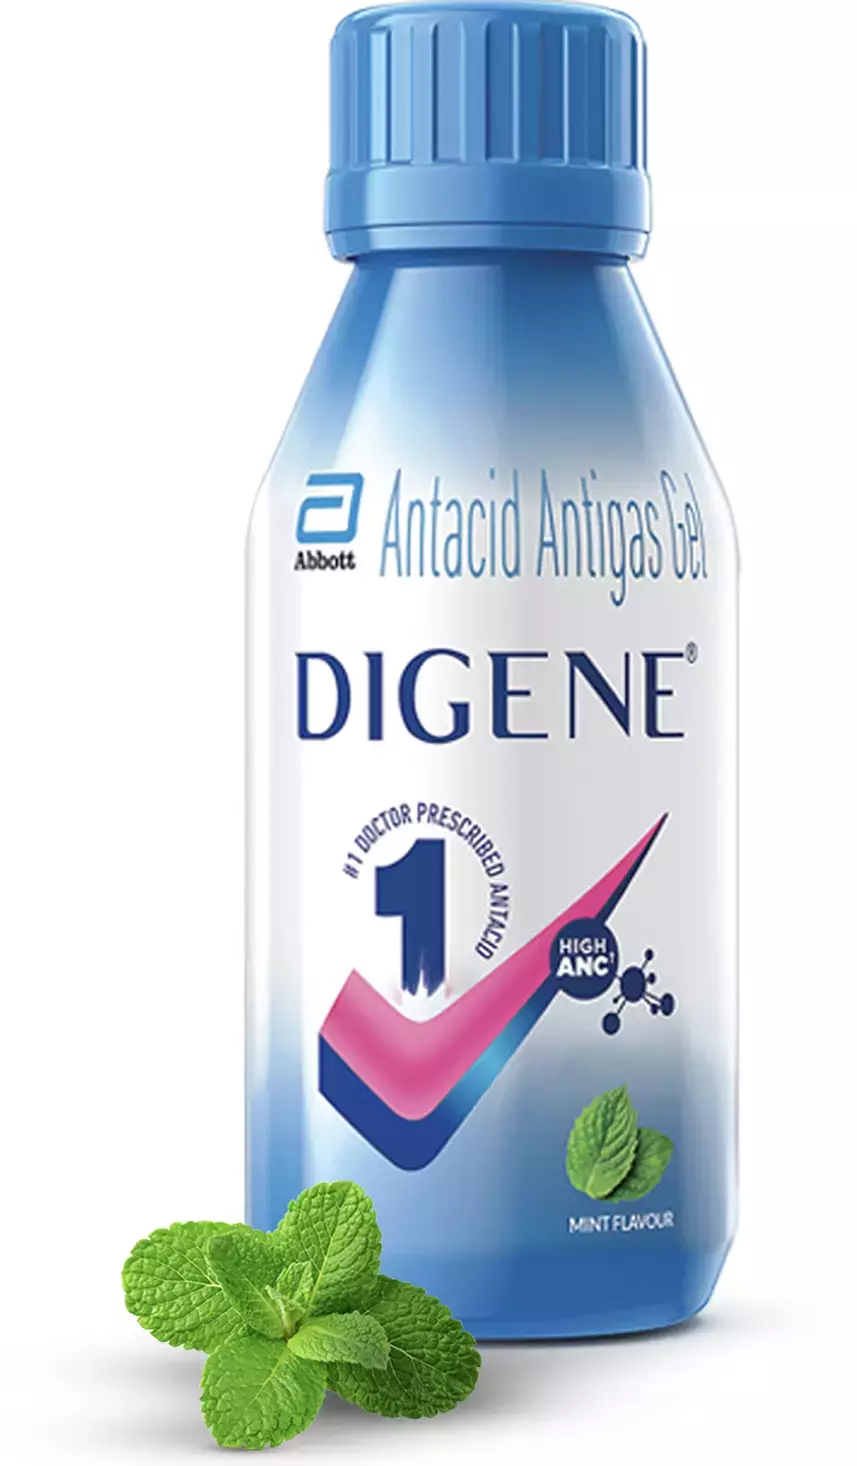 Abbott
Antacid Antigas Gel
DIGENE®
#1 DOCTOR PRESCRIBED ANTACID
1
HIGH
ANC†
MINT FLAVOUR